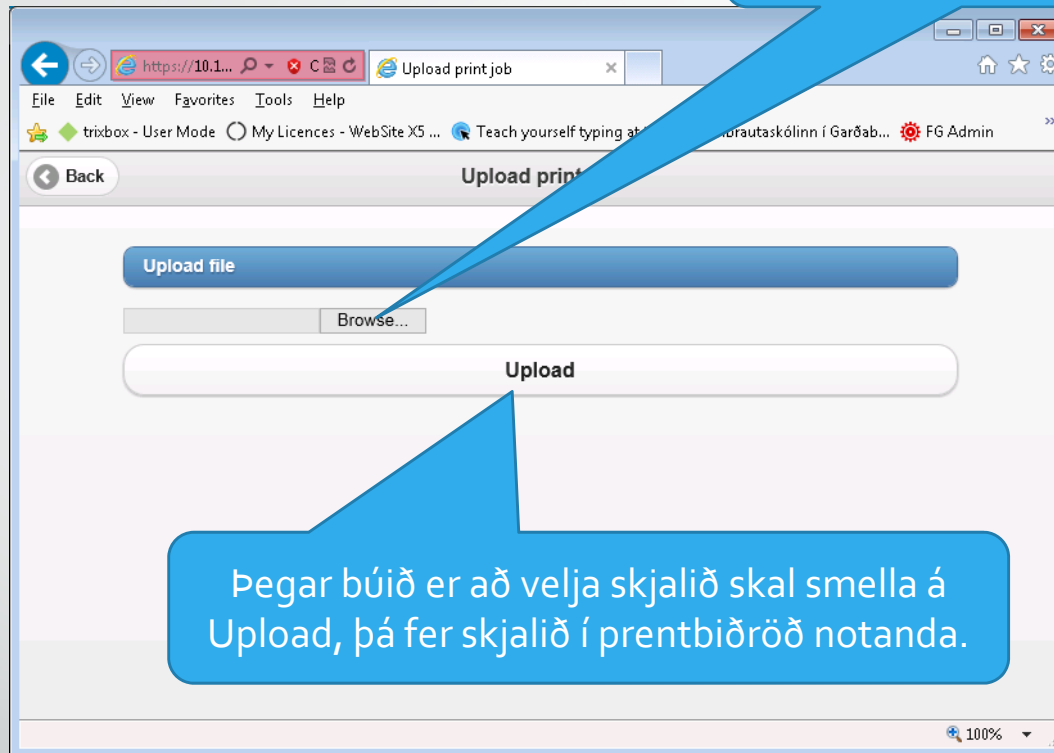 https://10.1... Upload print job
File Edit View Favorites Tools Help
trixbox - User Mode My Licences - WebSite X5 ... Teach yourself typing at í Garðab... FG Admin
Back Upload print
Upload file
Browse...
Upload
Þegar búið er að velja skjalið skal smella á
Upload, þá fer skjalið í prentbiðröð notanda.
100%